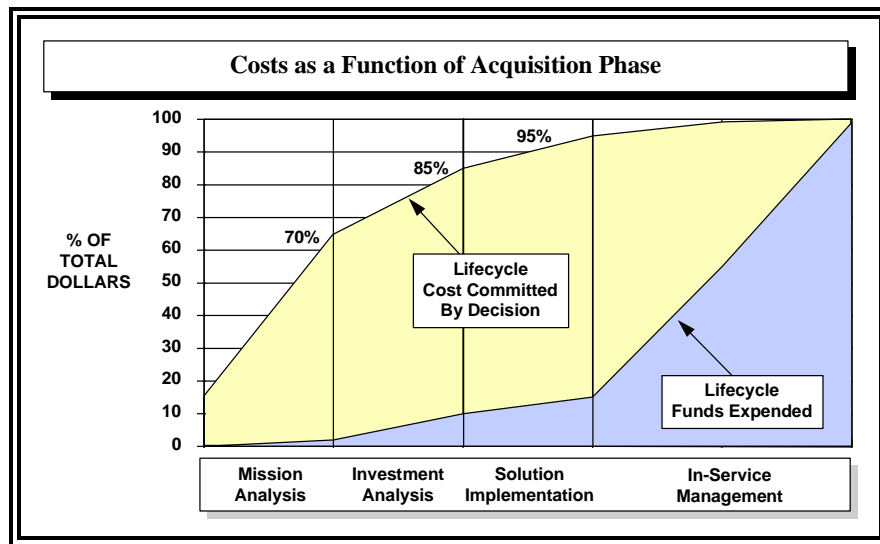 Costs as a Function of Acquisition Phase
100
90
80
70
60
50
40
30
20
10
0
% OF
TOTAL
DOLLARS
70%
85%
95%
Lifecycle
Cost Committed
By Decision
Lifecycle
Funds Expended
Mission
Analysis
Investment
Analysis
Solution
Implementation
In-Service
Management